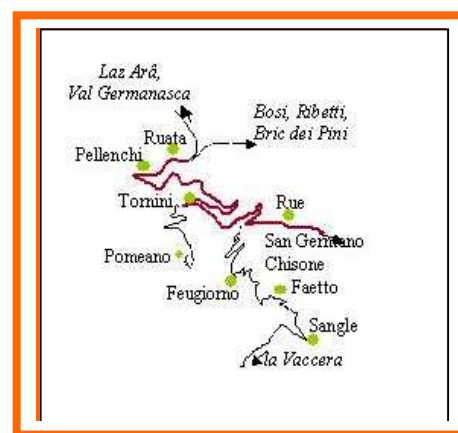 Laz Arâ,
Val Germanasca
Bosi, Ribetti,
Bric dei Pini
Ruata
Pellenchi
Tornini
Rue
San Germano
Chisone
Pomeano
Faetto
Feugiorno
Sangle
la Vaccera